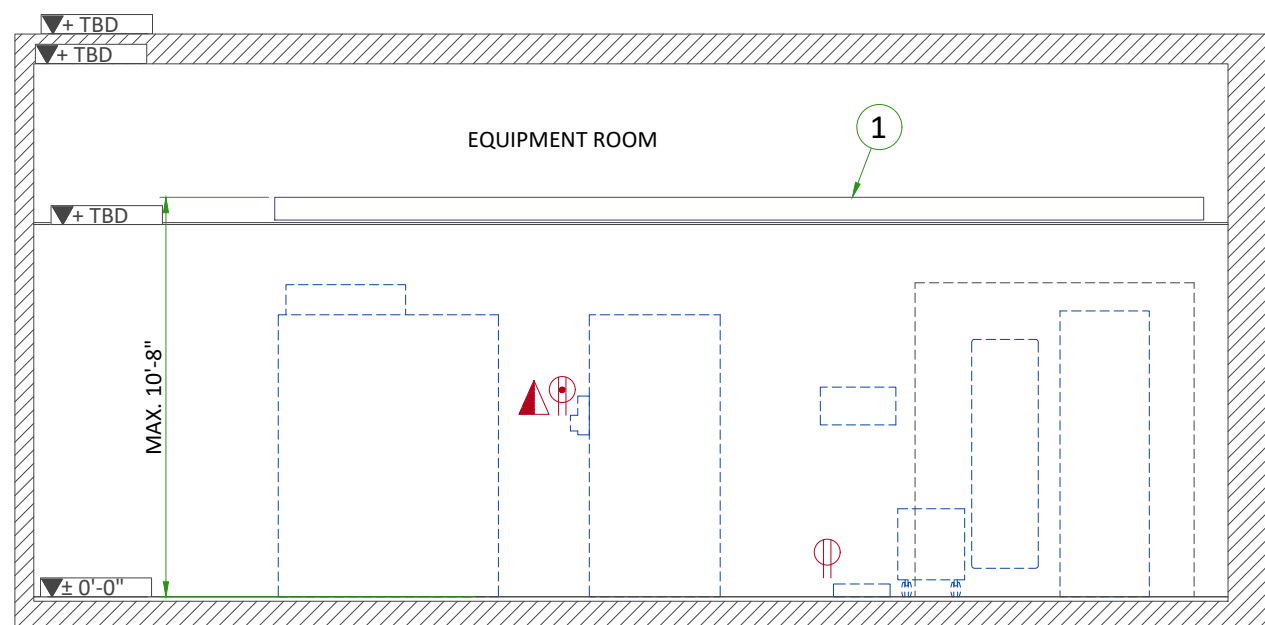 + TBD
+ TBD
1
EQUIPMENT ROOM
+ TBD
MAX. 10'-8"
± 0'-0"